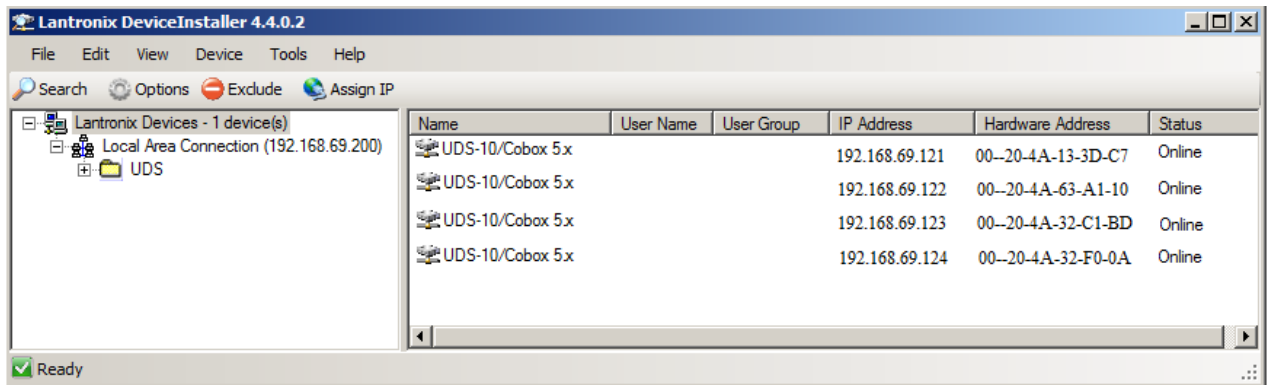 Lantronix DeviceInstaller 4.4.0.2
File Edit View Device Tools Help
Search Options Exclude Assign IP
Lantronix Devices - 1 device(s)
Local Area Connection (192.168.69.200)
UDS
Name User Name User Group IP Address Hardware Address Status
UDS-10/Cobox 5.x 192.168.69.121 00--20-4A-13-3D-C7 Online
UDS-10/Cobox 5.x 192.168.69.122 00--20-4A-63-A1-10 Online
UDS-10/Cobox 5.x 192.168.69.123 00--20-4A-32-C1-BD Online
UDS-10/Cobox 5.x 192.168.69.124 00--20-4A-32-F0-0A Online
Ready